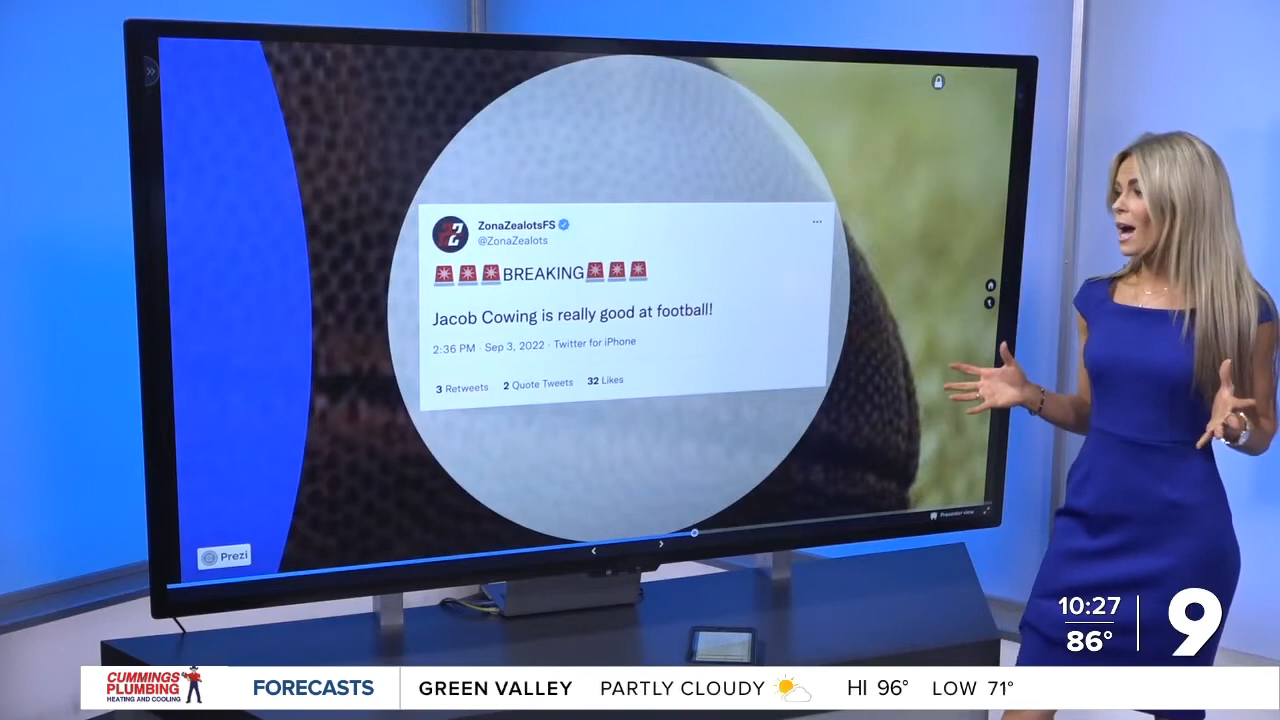 ZonaZealotsFS
@ZonaZealots
🚨🚨🚨BREAKING🚨🚨🚨
Jacob Cowing is really good at football!
2:36 PM · Sep 3, 2022 · Twitter for iPhone
3 Retweets 2 Quote Tweets 32 Likes
Prezi
Presenter view
10:27
86°
9
CUMMINGS
PLUMBING
HEATING AND COOLING
FORECASTS
GREEN VALLEY PARTLY CLOUDY HI 96° LOW 71°